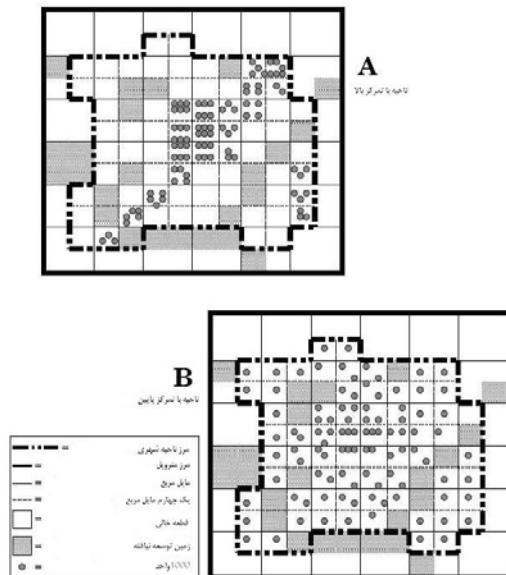 A
ناحیه با تمرکز بالا
B
ناحیه با تمرکز پایین
مرز ناحیه شهری
مرز متروپل
مایل مربع
یک چهارم مایل مربع
قطعه خالی
زمین توسعه نیافته
1000واحد